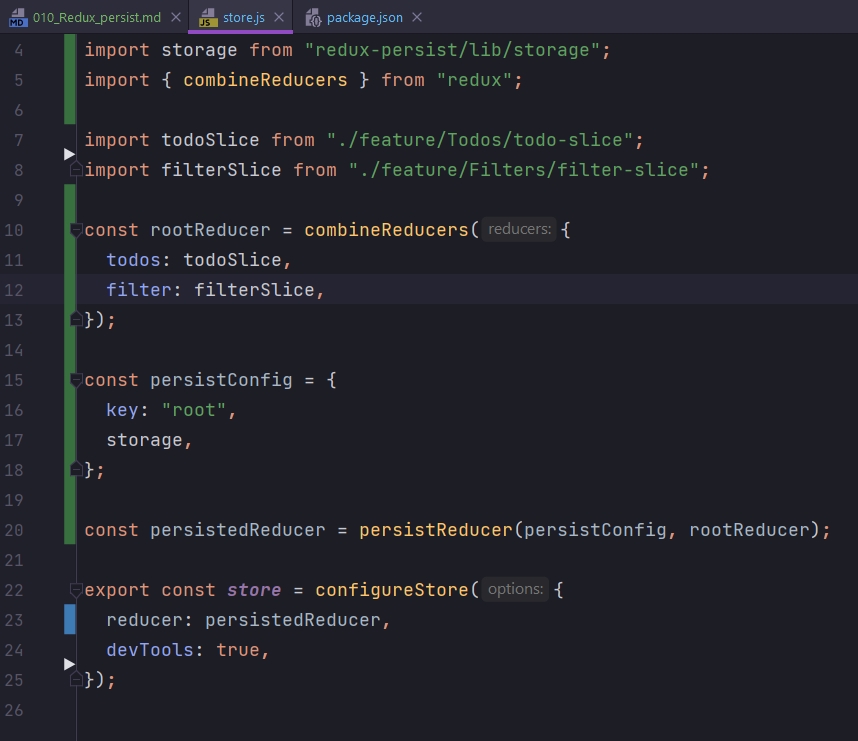 010_Redux_persist.md store.js package.json
4 import storage from "redux-persist/lib/storage";
5 import { combineReducers } from "redux";
6
7 import todoSlice from "./feature/Todos/todo-slice";
8 import filterSlice from "./feature/Filters/filter-slice";
9
10 const rootReducer = combineReducers( reducers: {
11 todos: todoSlice,
12 filter: filterSlice,
13 });
14
15 const persistConfig = {
16 key: "root",
17 storage,
18 };
19
20 const persistedReducer = persistReducer(persistConfig, rootReducer);
21
22 export const store = configureStore( options: {
23 reducer: persistedReducer,
24 devTools: true,
25 });
26